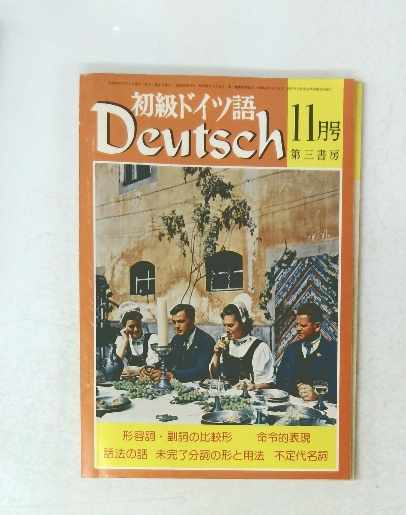 初級ドイツ語
Deutsch
11月号
第三書房
形容詞・副詞の比較形 命令的表現
話法の話 未完了分詞の形と用法 不定代名詞